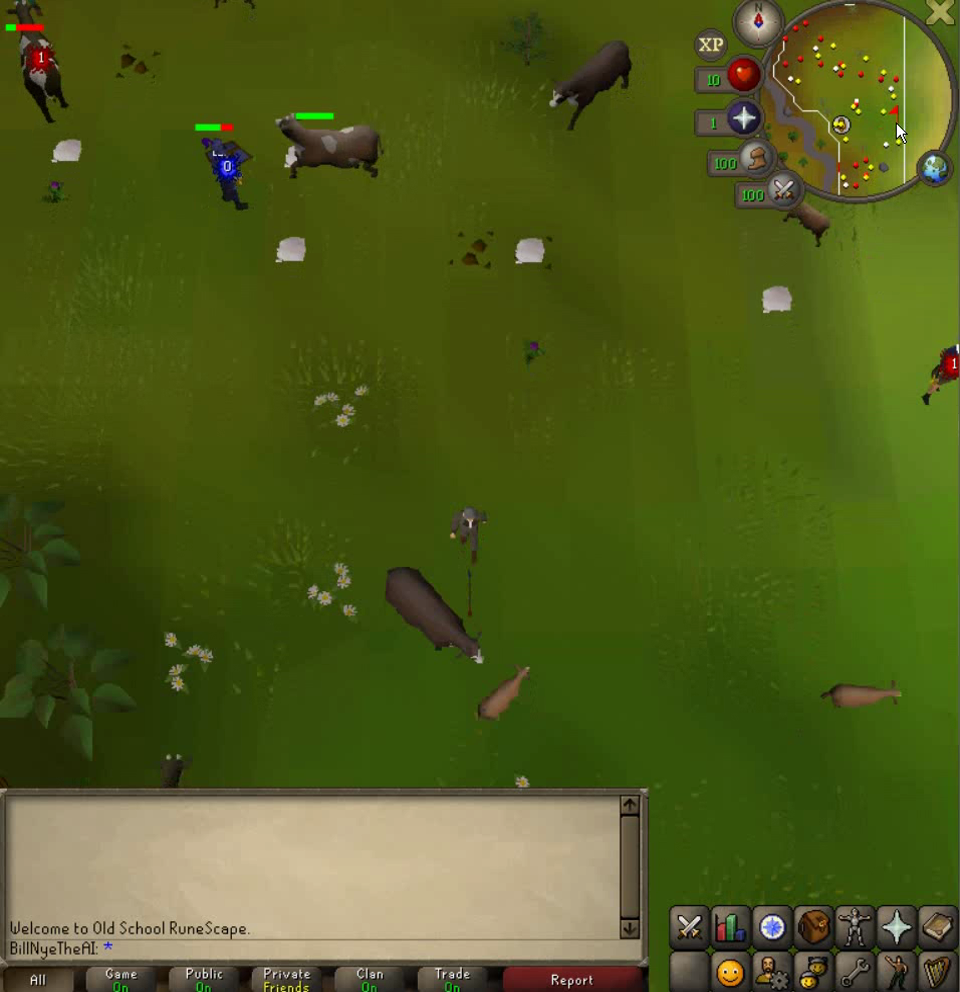 1
N
XP
10
0
1
100
100
1
Welcome to Old School RuneScape.
BillNyeTheAI: *
All
Game
On
Public
On
Private
Friends
Clan
On
Trade
On
Report